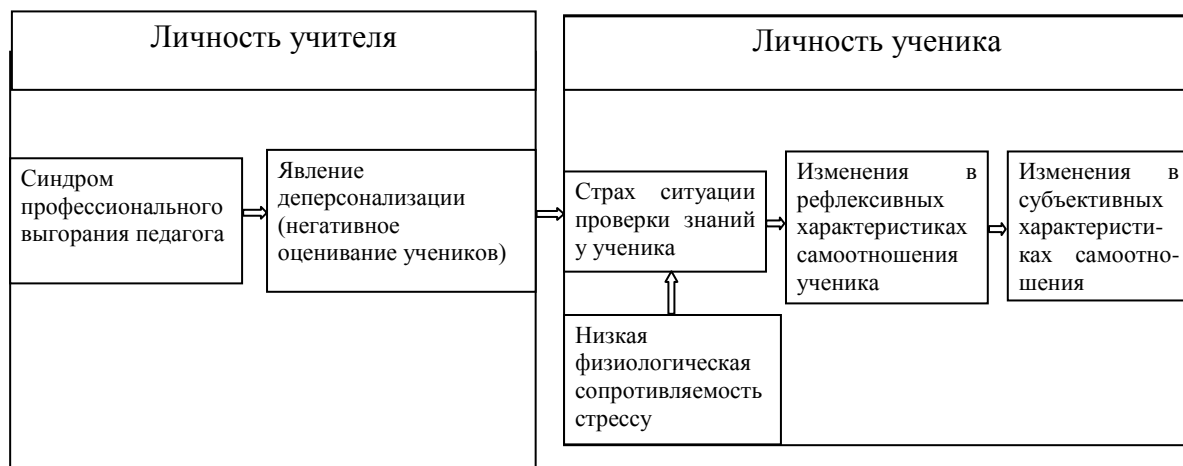 Личность учителя
Личность ученика
Синдром
профессионального
выгорания педагога
Явление
деперсонализации
(негативное
оценивание учеников)
Страх ситуации
проверки знаний
у ученика
Изменения в
рефлексивных
характеристиках
самоотношения
ученика
Изменения в
субъективных
характеристи-
ках самоотно-
шения
Низкая
физиологическая
сопротивляемость
стрессу